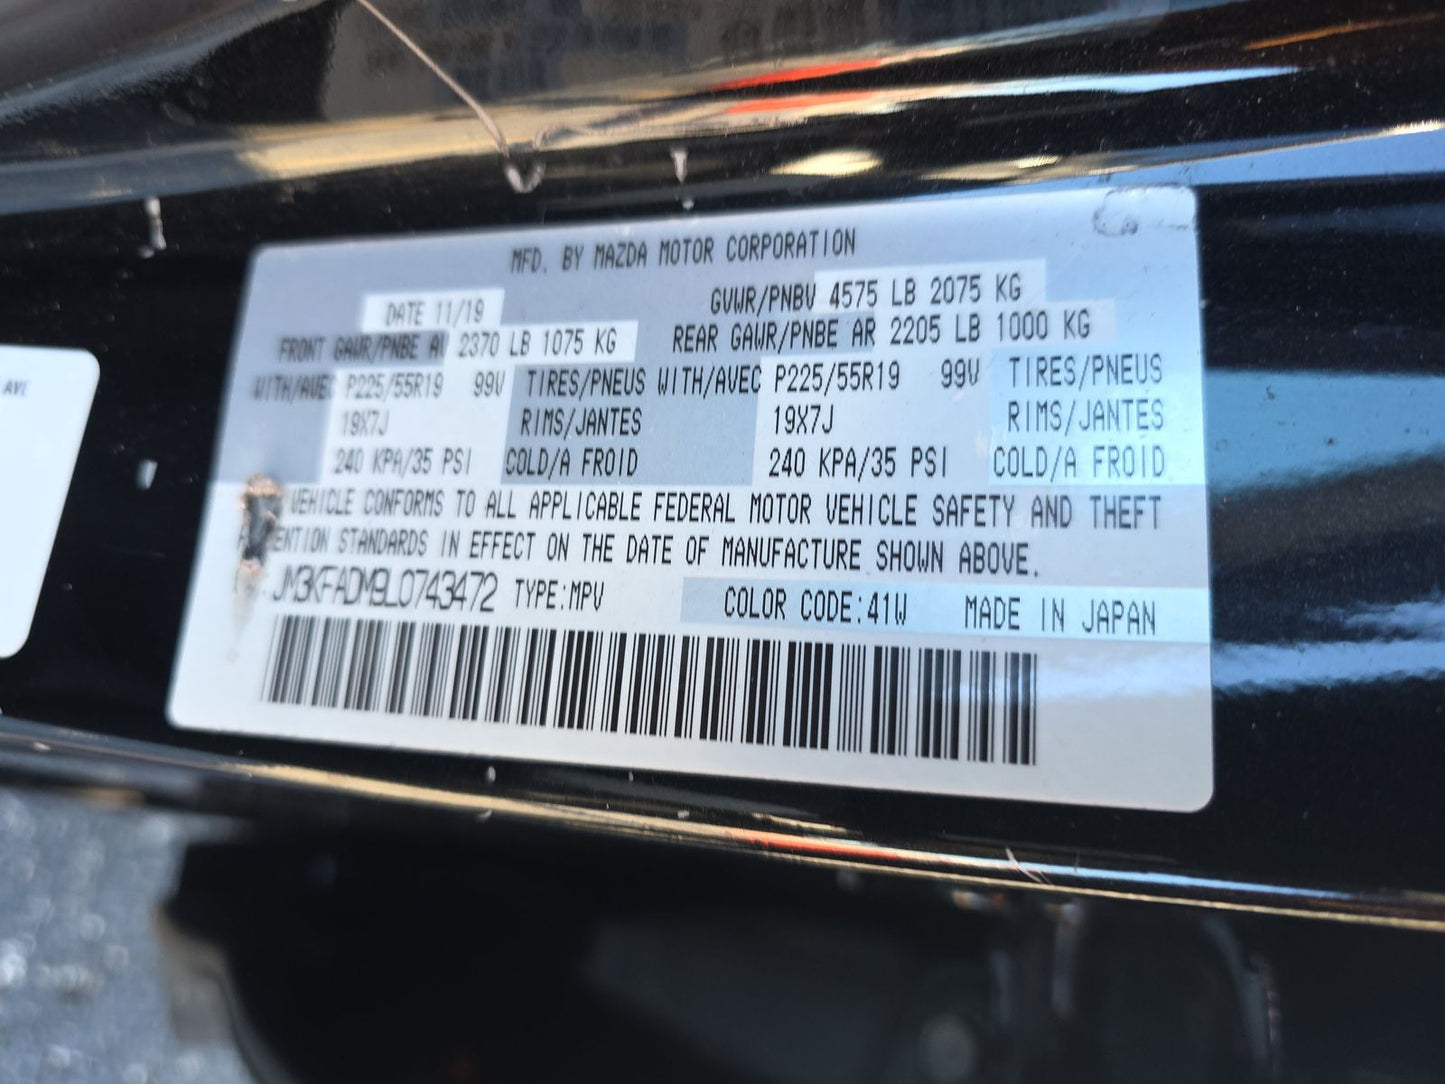 AVE
MFD. BY MAZDA MOTOR CORPORATION
DATE 11/19 GVWR/PNBV 4575 LB 2075 KG
FRONT GAWR/PNBE AV 2370 LB 1075 KG REAR GAWR/PNBE AR 2205 LB 1000 KG
WITH/AVEC P225/55R19 99V TIRES/PNEUS WITH/AVEC P225/55R19 99V TIRES/PNEUS
19X7J RIMS/JANTES 19X7J RIMS/JANTES
240 KPA/35 PSI COLD/A FROID 240 KPA/35 PSI COLD/A FROID
VEHICLE CONFORMS TO ALL APPLICABLE FEDERAL MOTOR VEHICLE SAFETY AND THEFT
ENTION STANDARDS IN EFFECT ON THE DATE OF MANUFACTURE SHOWN ABOVE.
JM3KFADM9L0743472 TYPE:MPV COLOR CODE:41W MADE IN JAPAN